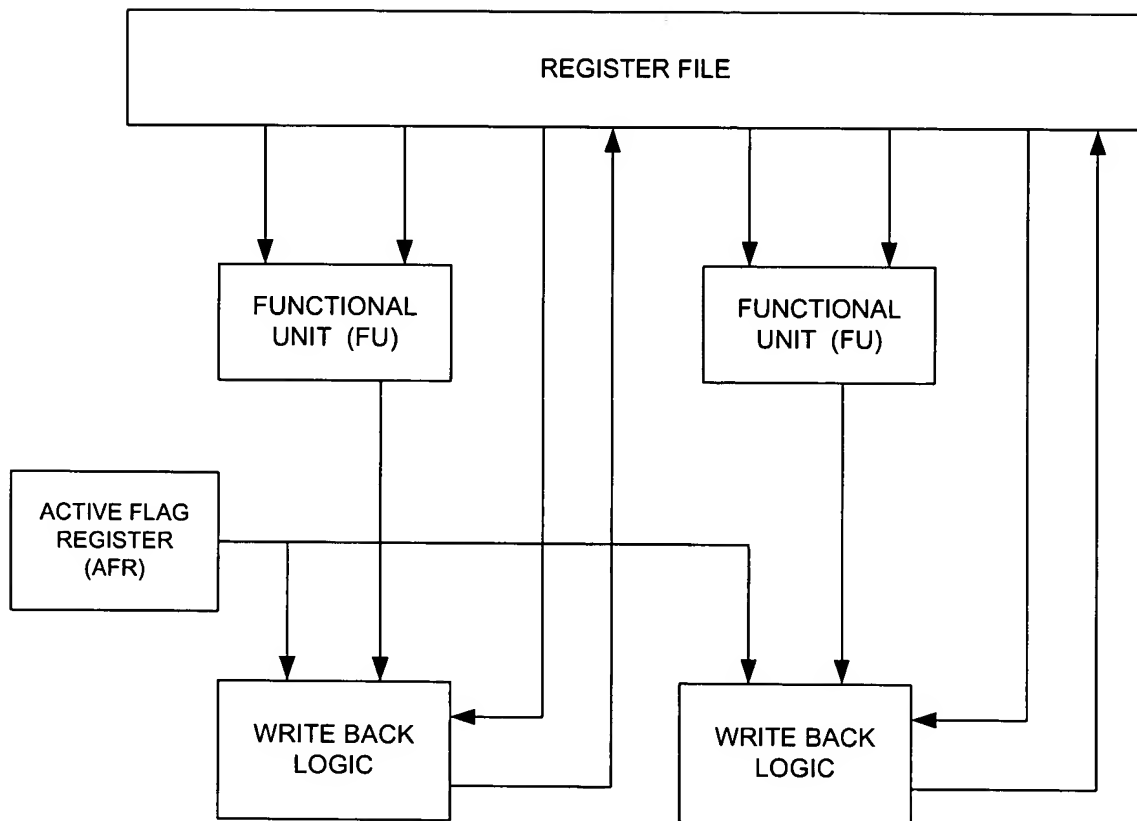 REGISTER FILE
FUNCTIONAL
UNIT (FU)
FUNCTIONAL
UNIT (FU)
ACTIVE FLAG
REGISTER
(AFR)
WRITE BACK
LOGIC
WRITE BACK
LOGIC